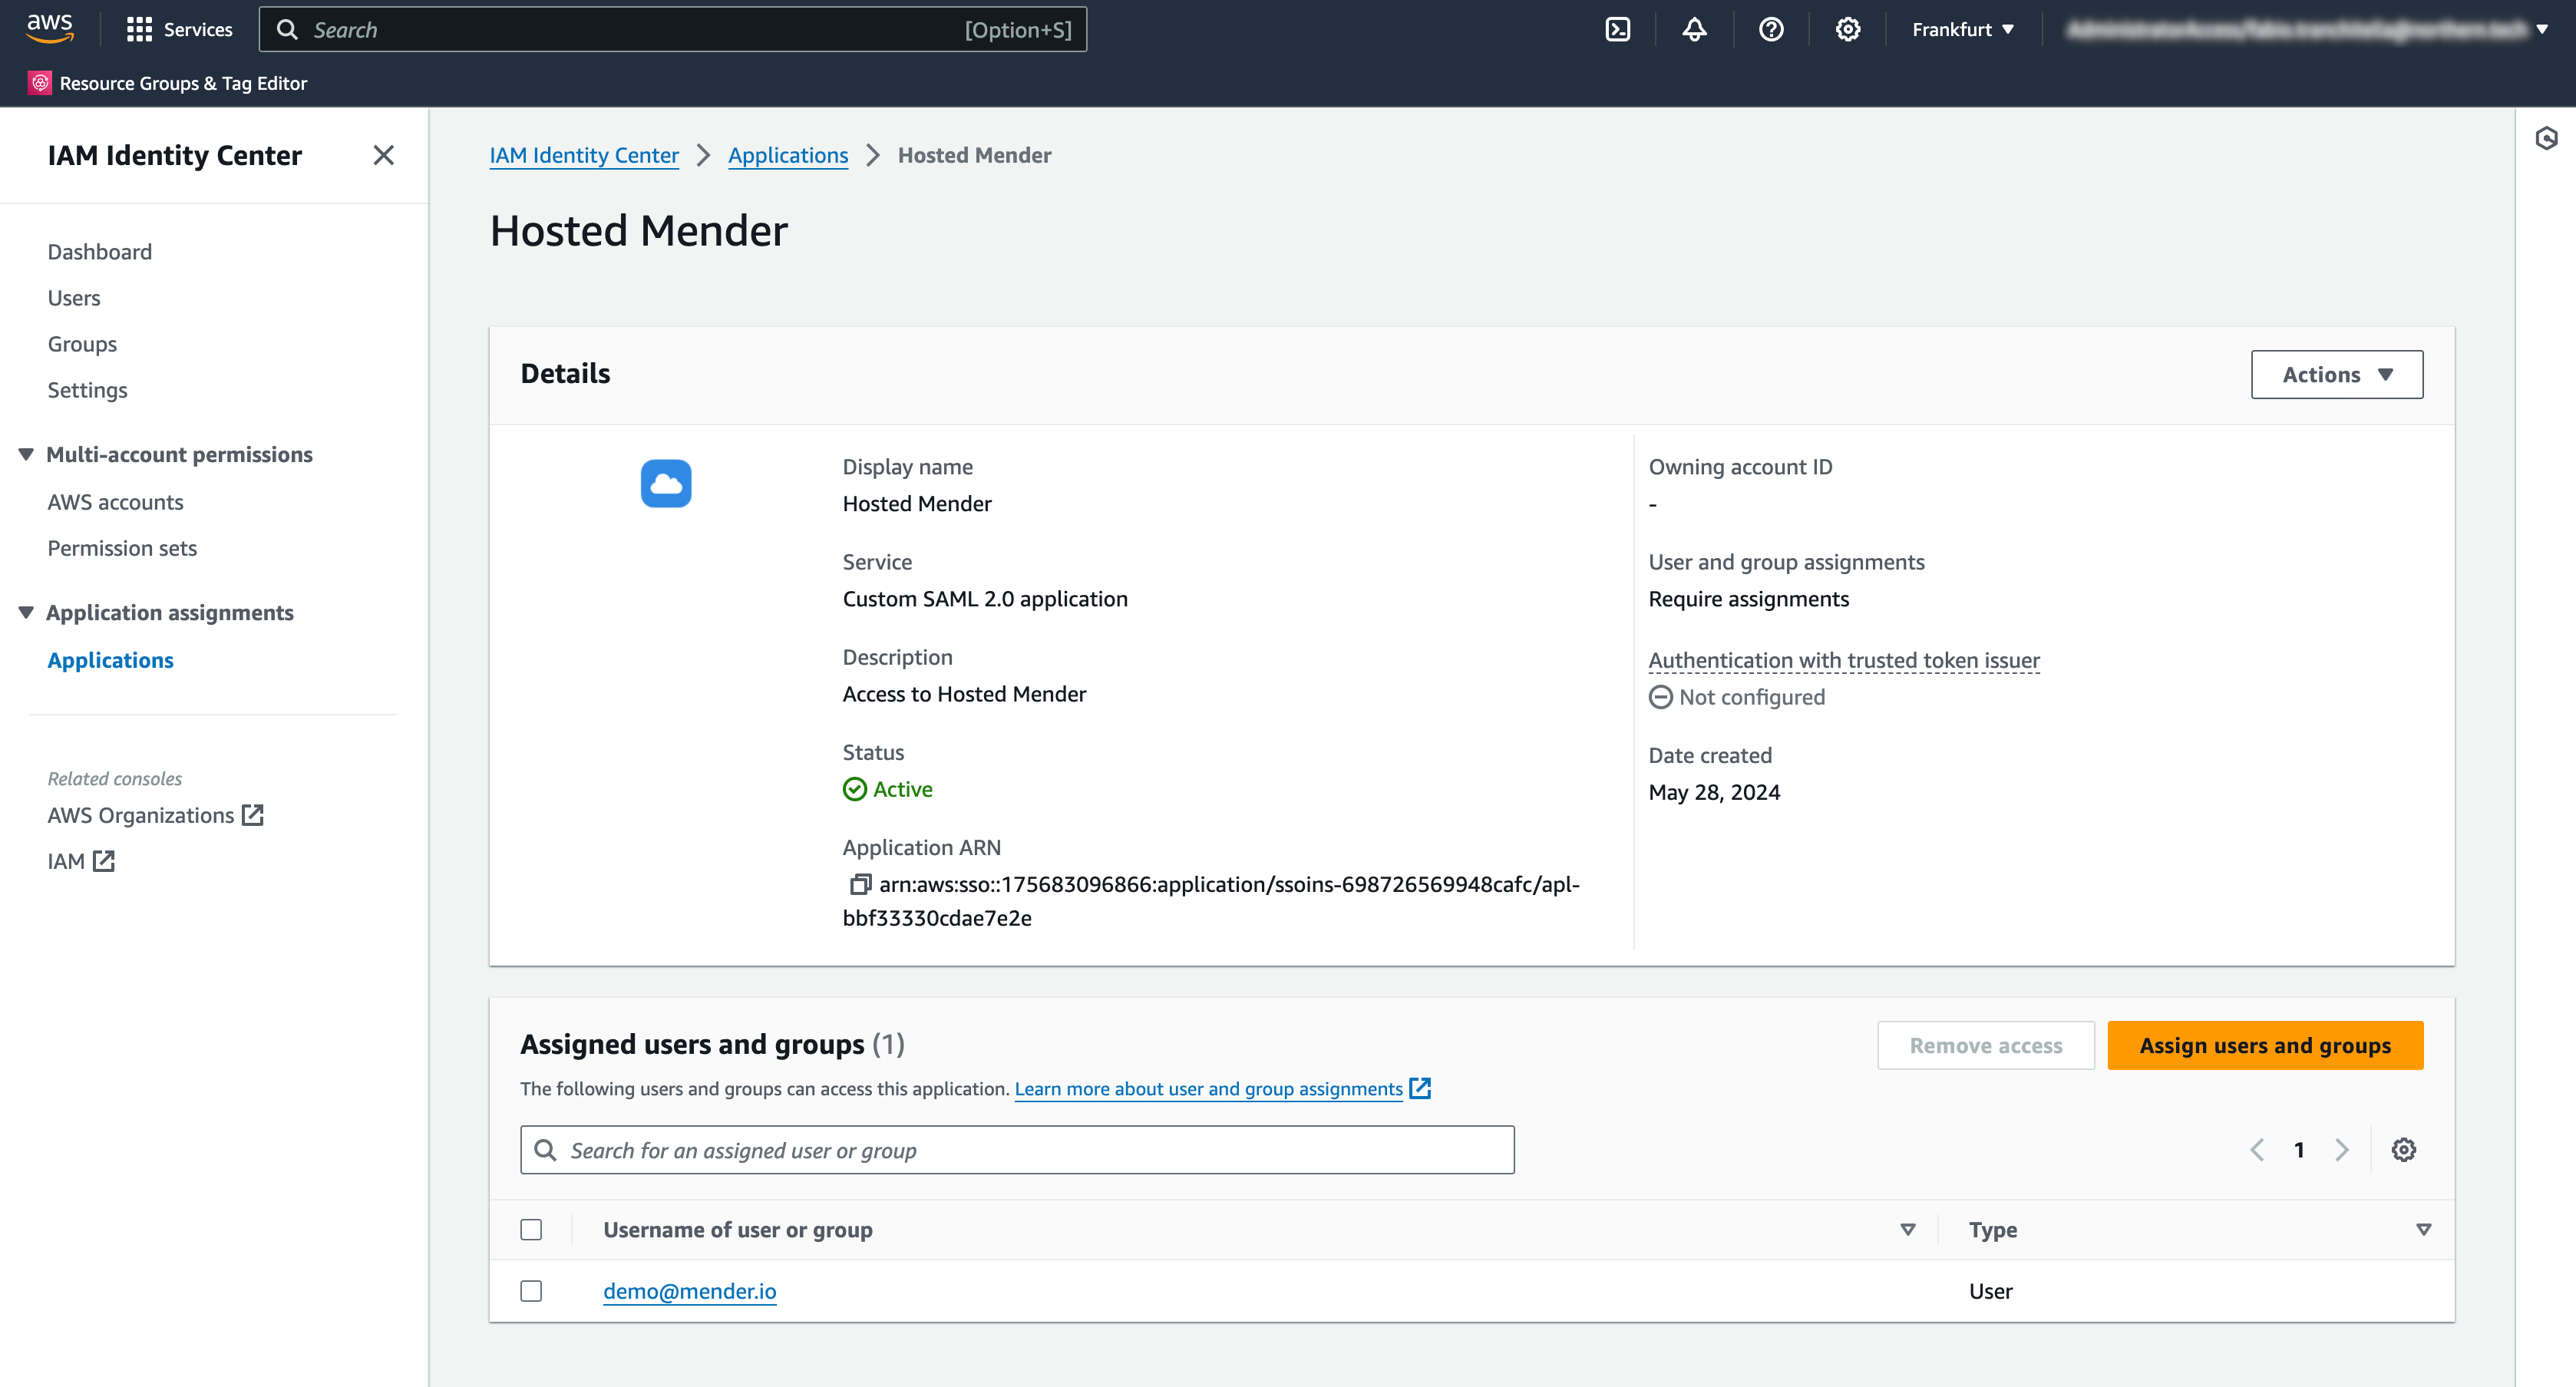 aws
Services
Search
[Option+S]
Frankfurt
Resource Groups & Tag Editor
IAM Identity Center
Dashboard
Users
Groups
Settings
Multi-account permissions
AWS accounts
Permission sets
Application assignments
Applications
Related consoles
AWS Organizations
IAM
IAM Identity Center
Applications
Hosted Mender
Hosted Mender
Details
Actions
Display name
Hosted Mender
Service
Custom SAML 2.0 application
Description
Access to Hosted Mender
Status
Active
Application ARN
arn:aws:sso::175683096866:application/ssoins-698726569948cafc/apl-
bbf33330cdae7e2e
Owning account ID
-
User and group assignments
Require assignments
Authentication with trusted token issuer
Not configured
Date created
May 28, 2024
Assigned users and groups (1)
Remove access
Assign users and groups
The following users and groups can access this application. Learn more about user and group assignments
Search for an assigned user or group
1
Username of user or group
Type
demo@mender.io
User